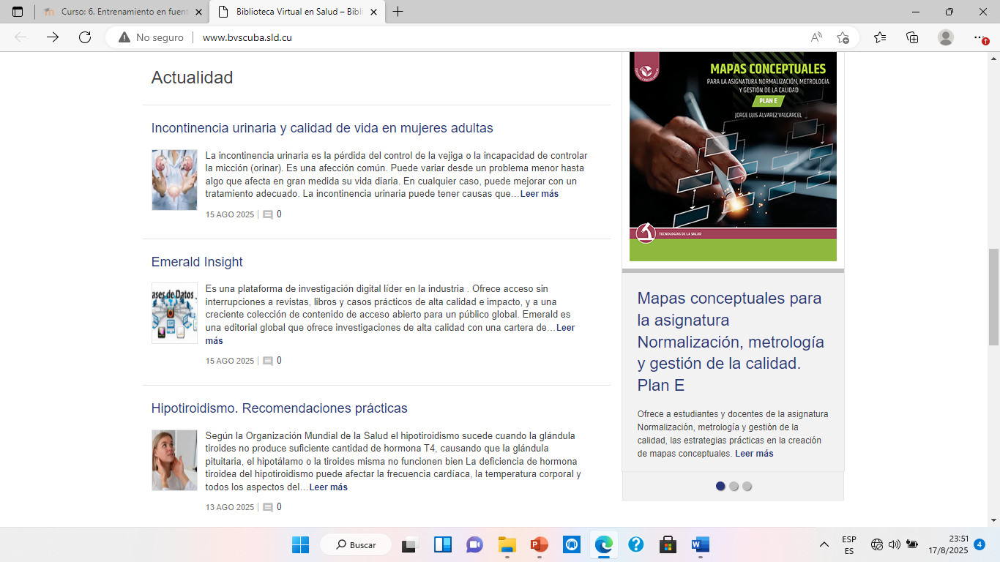 Curso: 6. Entrenamiento en fuent
Biblioteca Virtual en Salud – Bibl
No seguro
www.bvscuba.sld.cu
Actualidad
Incontinencia urinaria y calidad de vida en mujeres adultas
La incontinencia urinaria es la pérdida del control de la vejiga o la incapacidad de controlar
la micción (orinar). Es una afección común. Puede variar desde un problema menor hasta
algo que afecta en gran medida su vida diaria. En cualquier caso, puede mejorar con un
tratamiento adecuado. La incontinencia urinaria puede tener causas que…Leer más
15 AGO 2025 | 0
Emerald Insight
ases de Datos
Es una plataforma de investigación digital líder en la industria . Ofrece acceso sin
interrupciones a revistas, libros y casos prácticos de alta calidad e impacto, y a una
creciente colección de contenido de acceso abierto para un público global. Emerald es
una editorial global que ofrece investigaciones de alta calidad con una cartera de…Leer
más
15 AGO 2025 | 0
Hipotiroidismo. Recomendaciones prácticas
Según la Organización Mundial de la Salud el hipotiroidismo sucede cuando la glándula
tiroides no produce suficiente cantidad de hormona T4, causando que la glándula
pituitaria, el hipotálamo o la tiroides misma no funcionen bien La deficiencia de hormona
tiroidea del hipotiroidismo puede afectar la frecuencia cardíaca, la temperatura corporal y
todos los aspectos del…Leer más
13 AGO 2025 | 0
MAPAS CONCEPTUALES
PARA LA ASIGNATURA NORMALIZACIÓN, METROLOGÍA
Y GESTIÓN DE LA CALIDAD
PLAN E
JORGE LUIS ÁLVAREZ VALCÁRCEL
TECNOLOGÍAS DE LA SALUD
Mapas conceptuales para
la asignatura
Normalización, metrología
y gestión de la calidad.
Plan E
Ofrece a estudiantes y docentes de la asignatura
Normalización, metrología y gestión de la
calidad, las estrategias prácticas en la creación
de mapas conceptuales. Leer más
Buscar
ESP
ES
23:51
17/8/2025
4